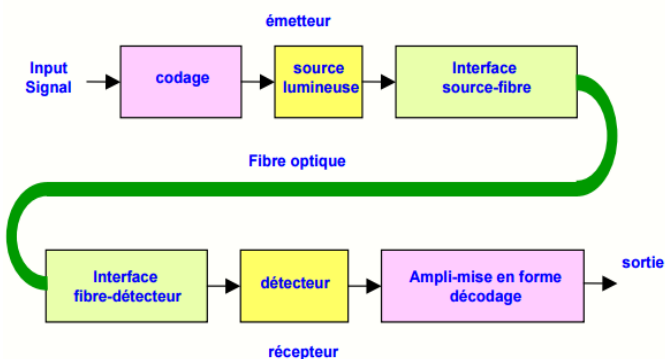 émetteur
Input
Signal
codage
source
lumineuse
Interface
source-fibre
Fibre optique
Interface
fibre-détecteur
détecteur
Ampli-mise en forme
décodage
sortie
récepteur